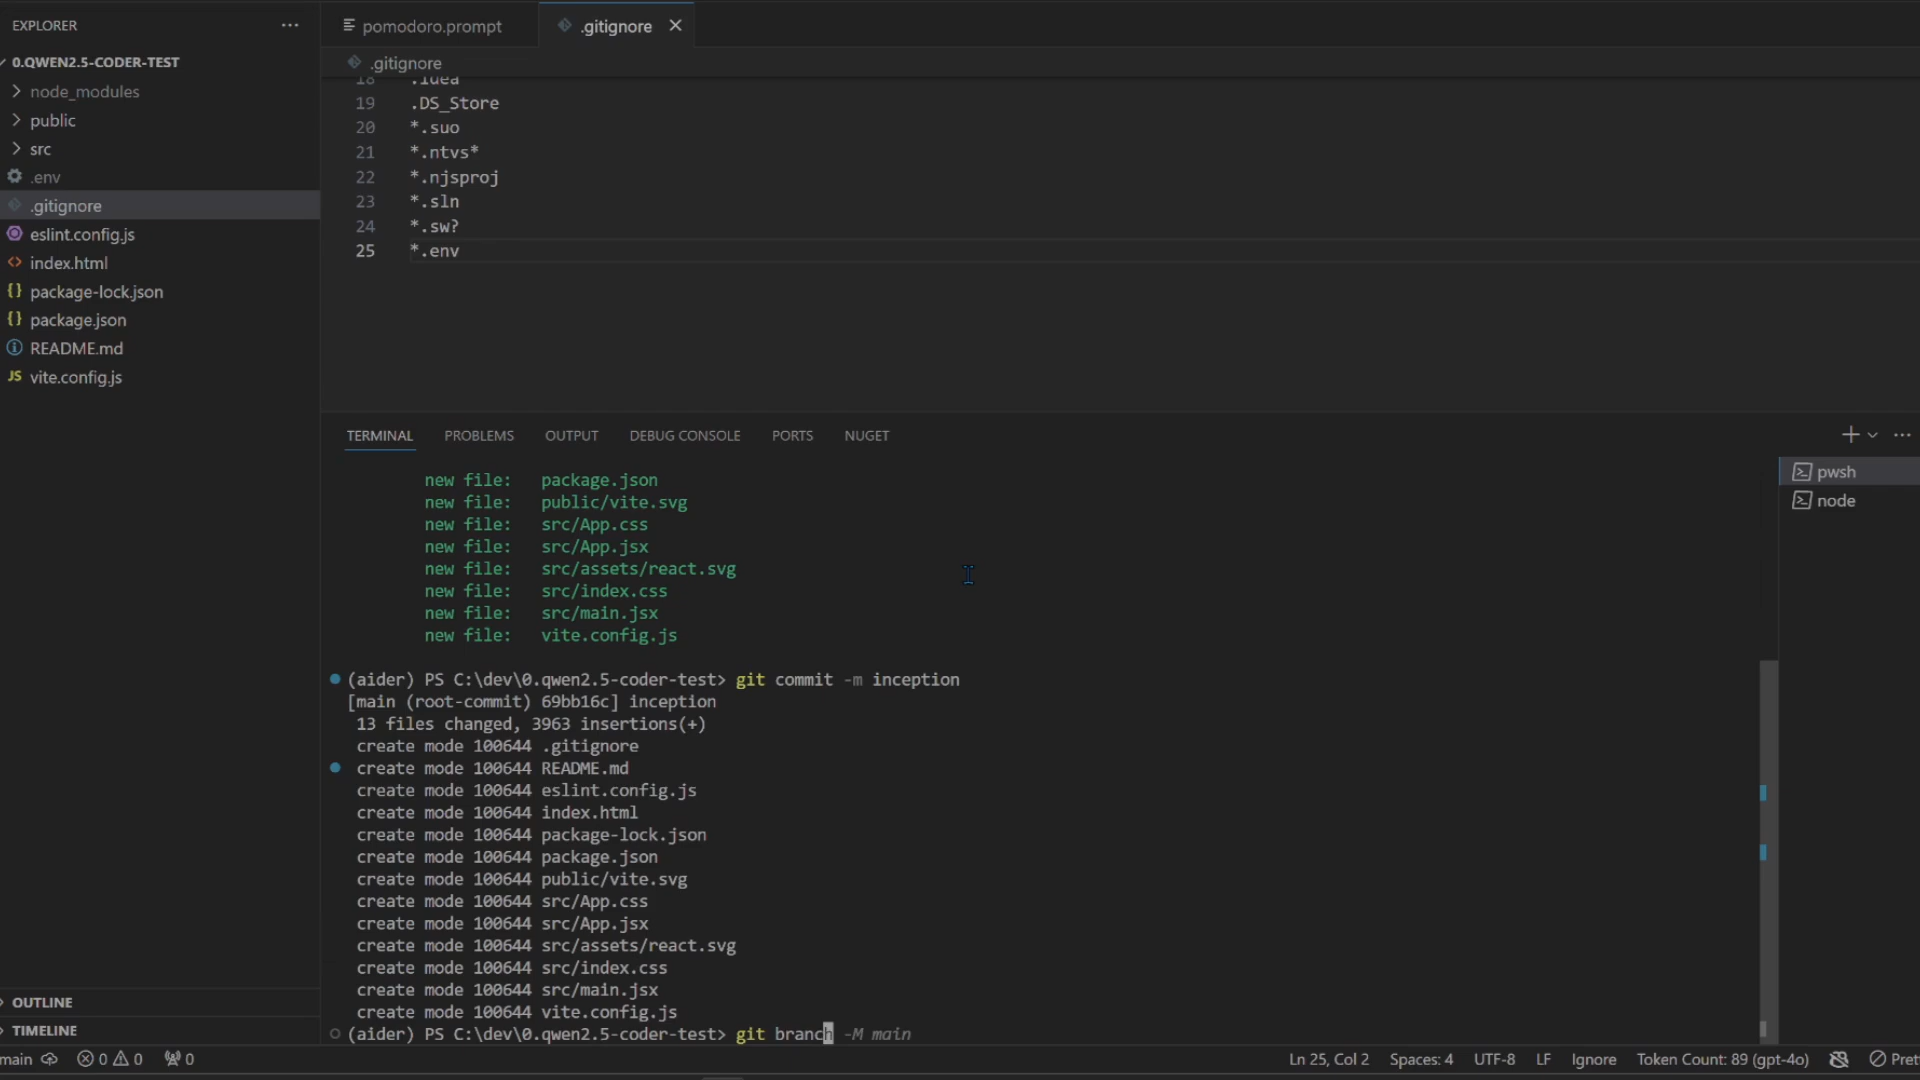 EXPLORER
0.QWEN2.5-CODER-TEST
node_modules
public
src
.env
.gitignore
eslint.config.js
index.html
package-lock.json
package.json
README.md
JS vite.config.js
OUTLINE
TIMELINE
pomodoro.prompt
.gitignore
.gitignore
18 .idea
19 .DS_Store
20 *.suo
21 *.ntvs*
22 *.njsproj
23 *.sln
24 *.sw?
25 *.env
TERMINAL PROBLEMS OUTPUT DEBUG CONSOLE PORTS NUGET
pwsh
node
new file: package.json
new file: public/vite.svg
new file: src/App.css
new file: src/App.jsx
new file: src/assets/react.svg
new file: src/index.css
new file: src/main.jsx
new file: vite.config.js
(aider) PS C:\dev\0.qwen2.5-coder-test> git commit -m inception
[main (root-commit) 69bb16c] inception
13 files changed, 3963 insertions(+)
create mode 100644 .gitignore
create mode 100644 README.md
create mode 100644 eslint.config.js
create mode 100644 index.html
create mode 100644 package-lock.json
create mode 100644 package.json
create mode 100644 public/vite.svg
create mode 100644 src/App.css
create mode 100644 src/App.jsx
create mode 100644 src/assets/react.svg
create mode 100644 src/index.css
create mode 100644 src/main.jsx
create mode 100644 vite.config.js
(aider) PS C:\dev\0.qwen2.5-coder-test> git branch -M main
main 0 0 0 Ln 25, Col 2 Spaces: 4 UTF-8 LF Ignore Token Count: 89 (gpt-4o) Pret